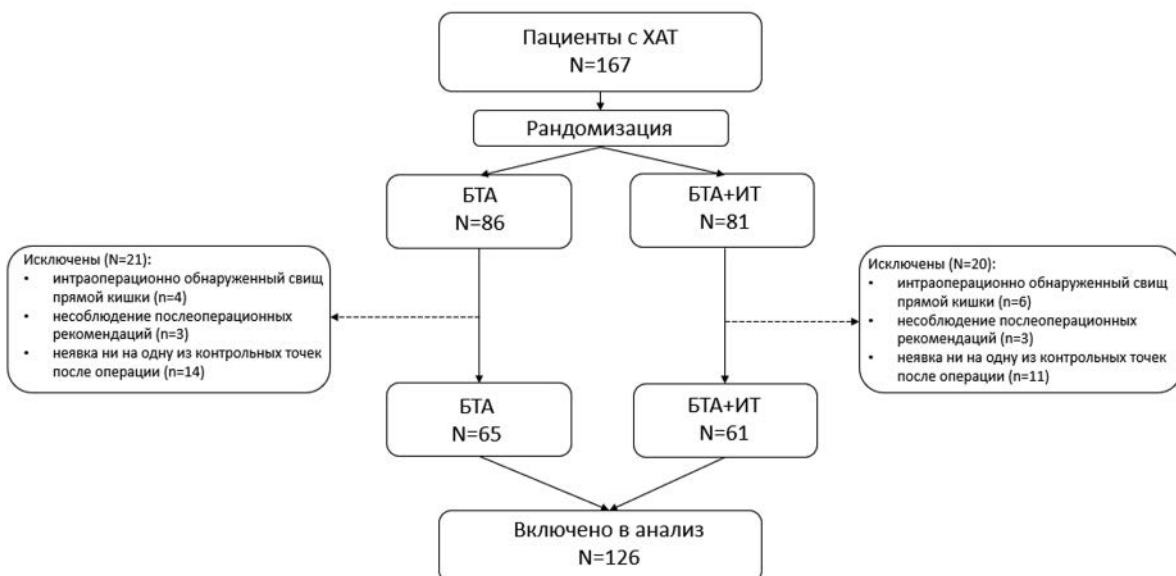 Пациенты с ХАТ
N=167
Рандомизация
БТА
N=86
БТА+ИТ
N=81
Исключены (N=21):
• интраоперационно обнаруженный свищ
прямой кишки (n=4)
• несоблюдение послеоперационных
рекомендаций (n=3)
• неявка ни на одну из контрольных точек
после операции (n=14)
Исключены (N=20):
• интраоперационно обнаруженный свищ
прямой кишки (n=6)
• несоблюдение послеоперационных
рекомендаций (n=3)
• неявка ни на одну из контрольных точек
после операции (n=11)
БТА
N=65
БТА+ИТ
N=61
Включено в анализ
N=126